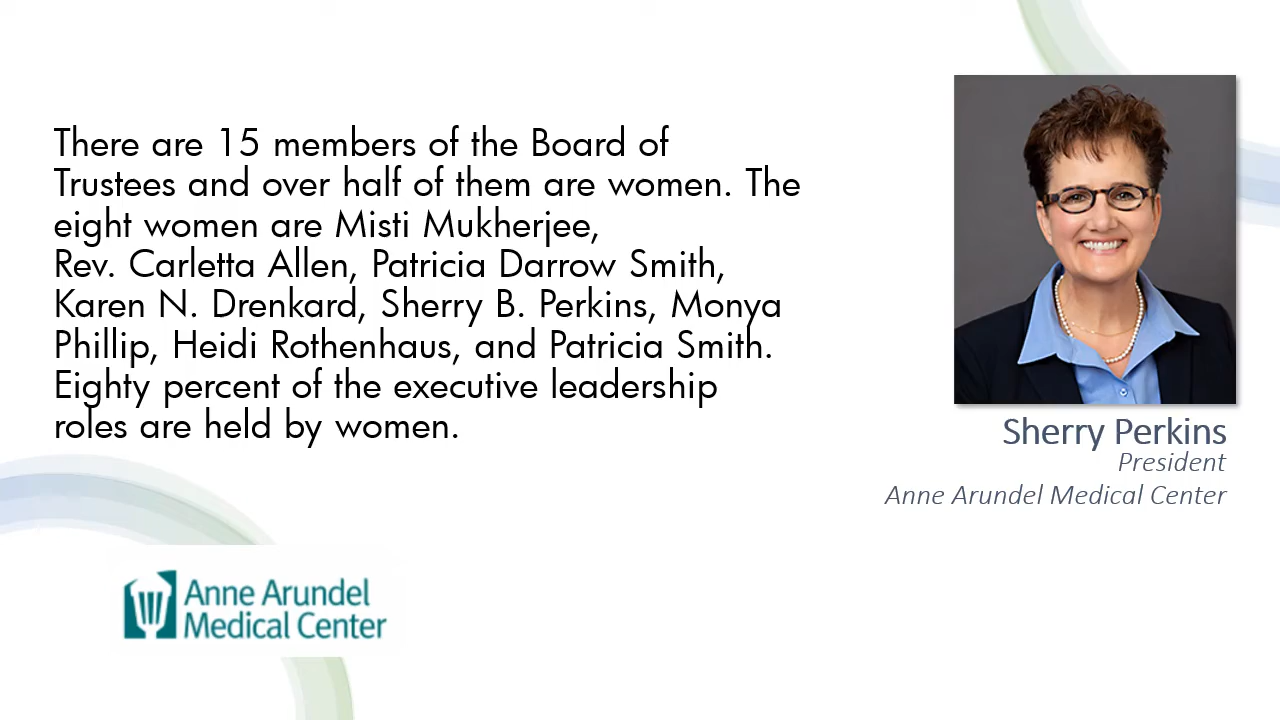 There are 15 members of the Board of
Trustees and over half of them are women. The
eight women are Misti Mukherjee,
Rev. Carletta Allen, Patricia Darrow Smith,
Karen N. Drenkard, Sherry B. Perkins, Monya
Phillip, Heidi Rothenhaus, and Patricia Smith.
Eighty percent of the executive leadership
roles are held by women.
Sherry Perkins
President
Anne Arundel Medical Center
Anne Arundel
Medical Center